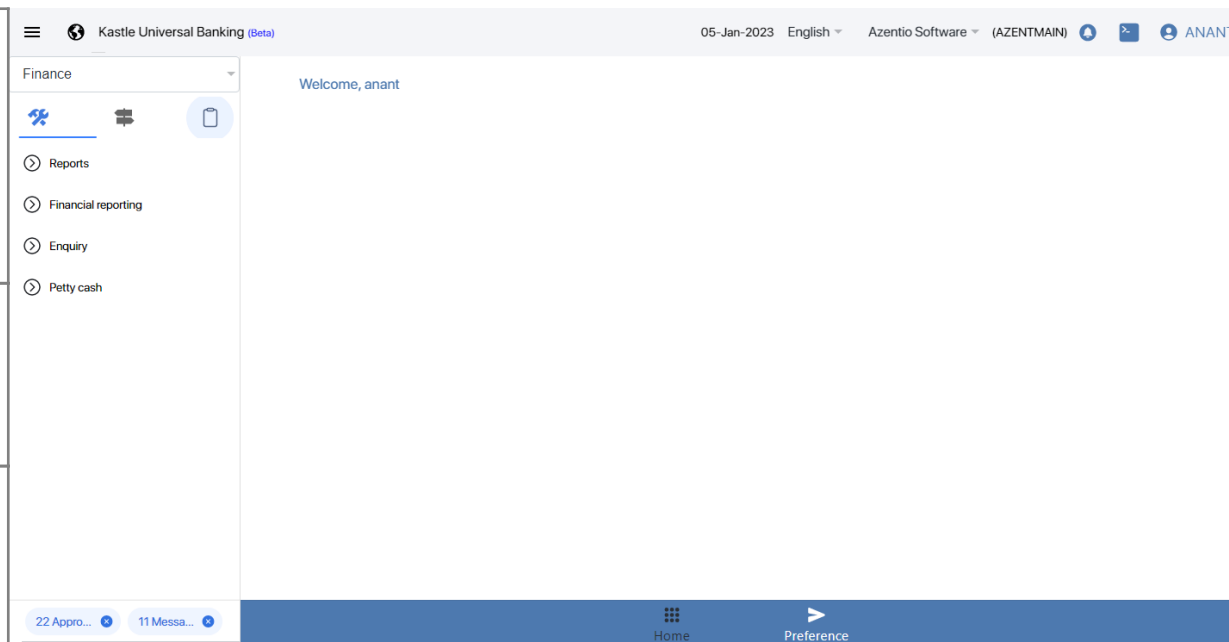 Kastle Universal Banking (Beta)
05-Jan-2023 English Azentio Software (AZENTMAIN) ANANT
Finance
Welcome, anant
Reports
Financial reporting
Enquiry
Petty cash
22 Appro... 11 Messa...
Home Preference